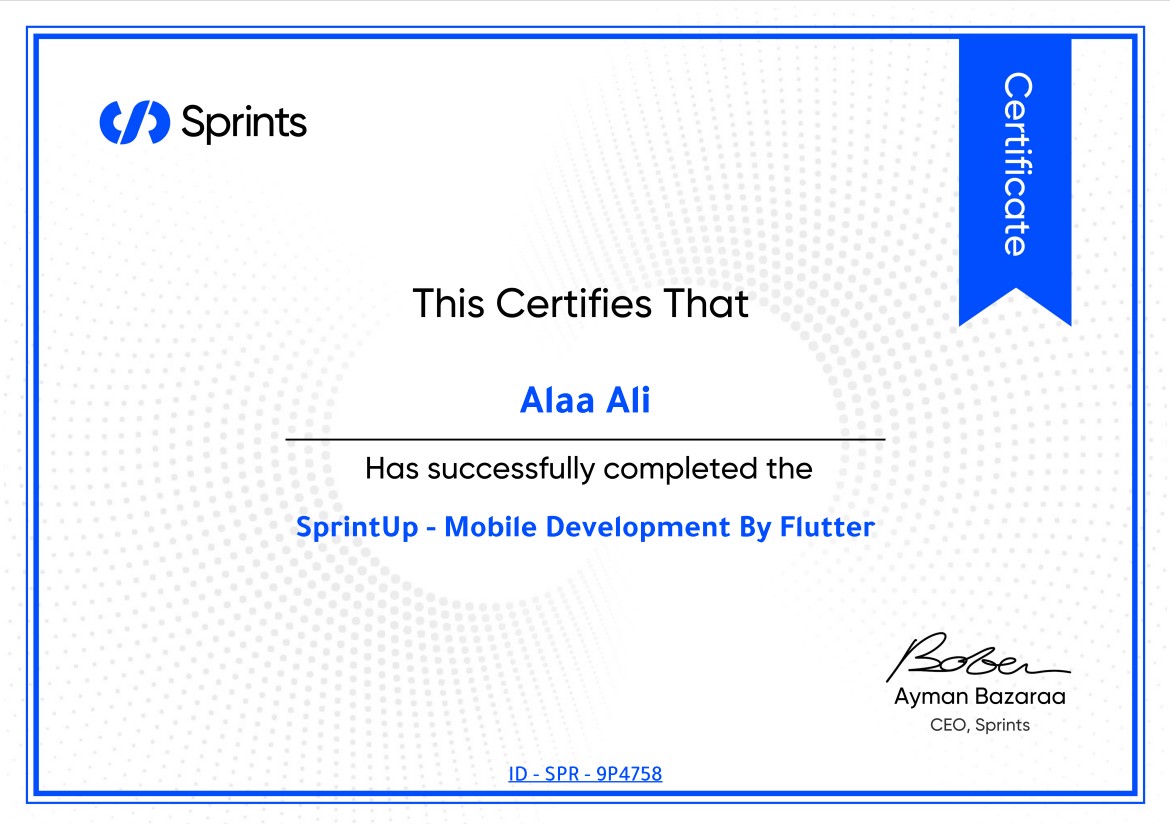 Sprints
Certificate
This Certifies That
Alaa Ali
Has successfully completed the
SprintUp - Mobile Development By Flutter
Ayman Bazaraa
CEO, Sprints
ID - SPR - 9P4758